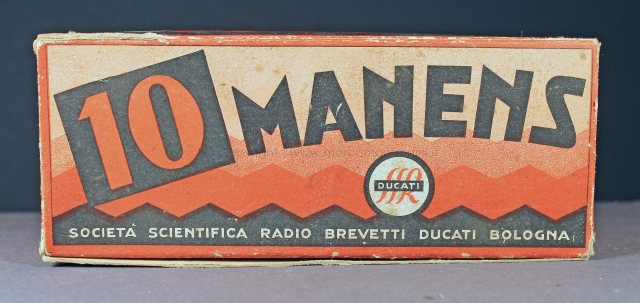 10 MANENS
SSR
DUCATI
SOCIETÀ SCIENTIFICA RADIO BREVETTI DUCATI BOLOGNA